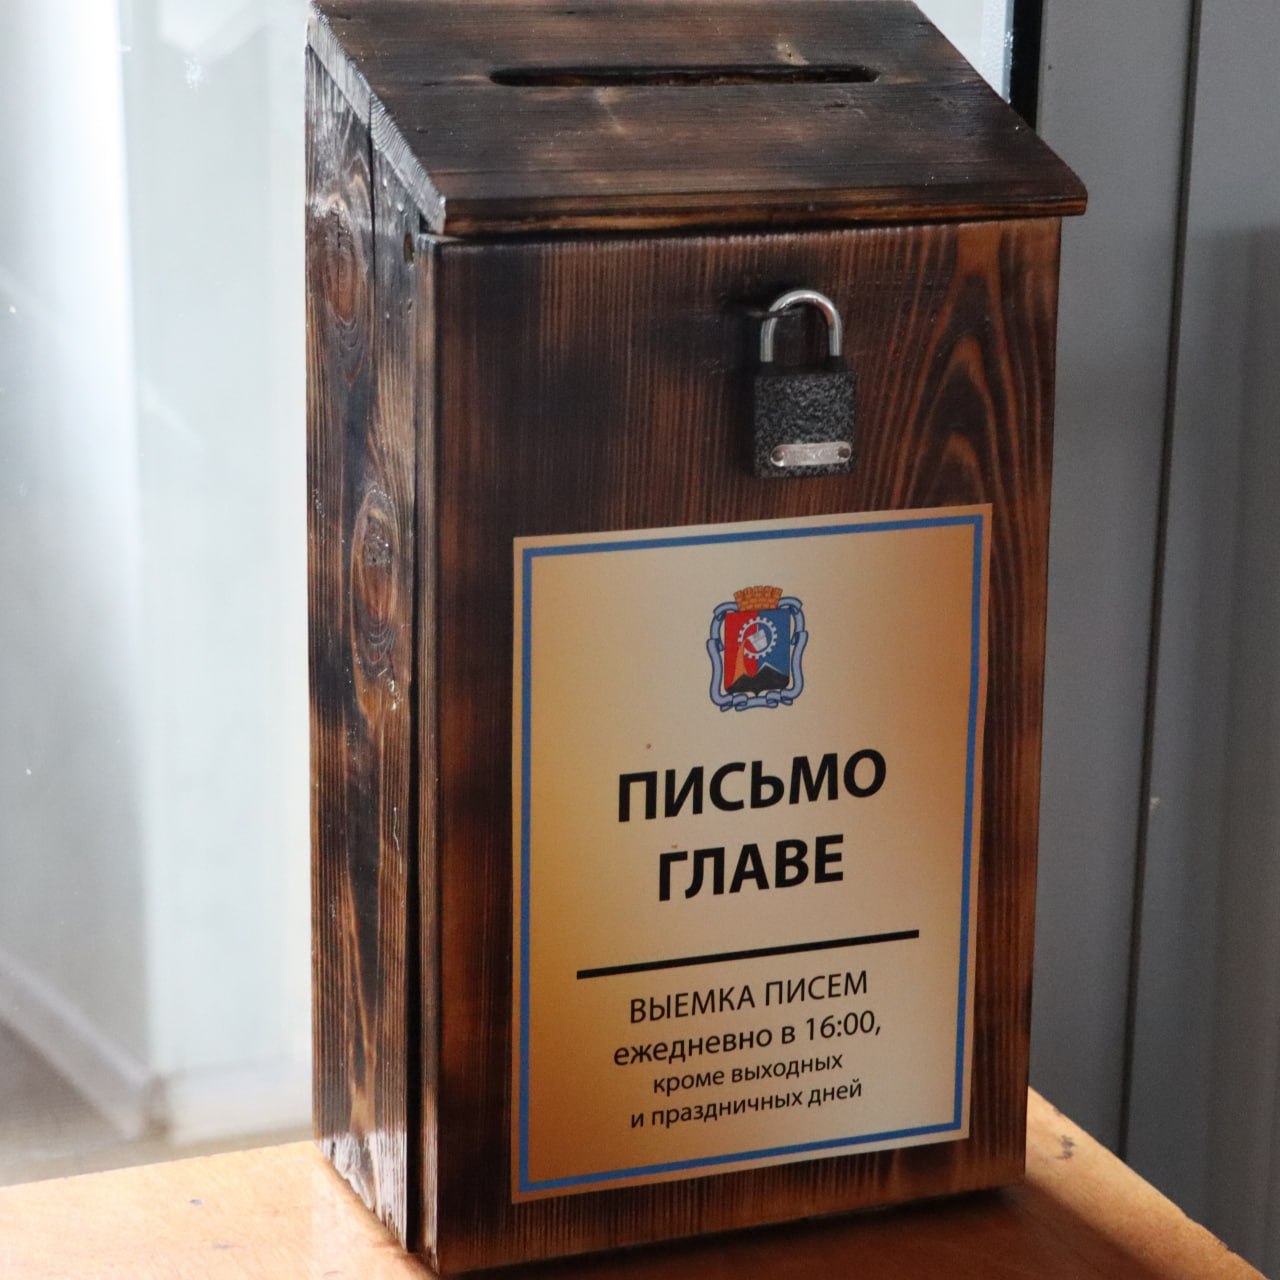 ПИСЬМО
ГЛАВЕ
ВЫЕМКА ПИСЕМ
ежедневно в 16:00,
кроме выходных
и праздничных дней